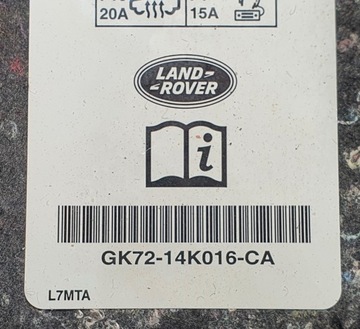 20A
15A
LAND-
-ROVER
i
GK72-14K016-CA
L7MTA